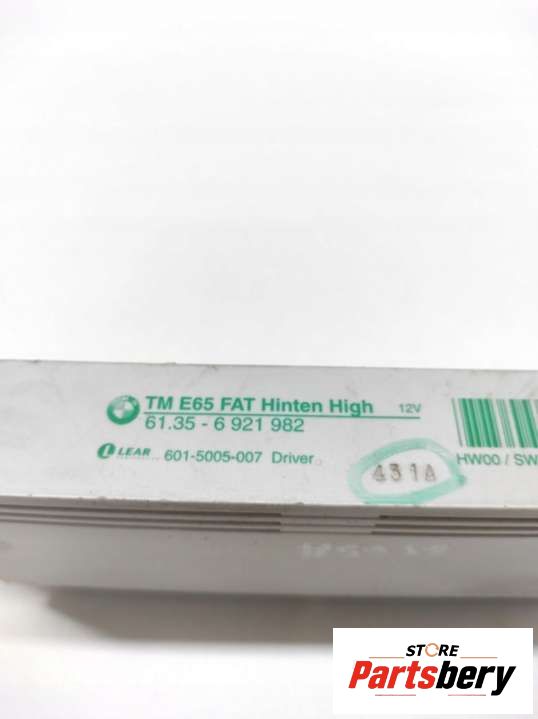 TM E65 FAT Hinten High 12V
61.35 - 6 921 982
LEAR 601-5005-007 Driver
431A
HW00 / SW
STORE
Partsbery